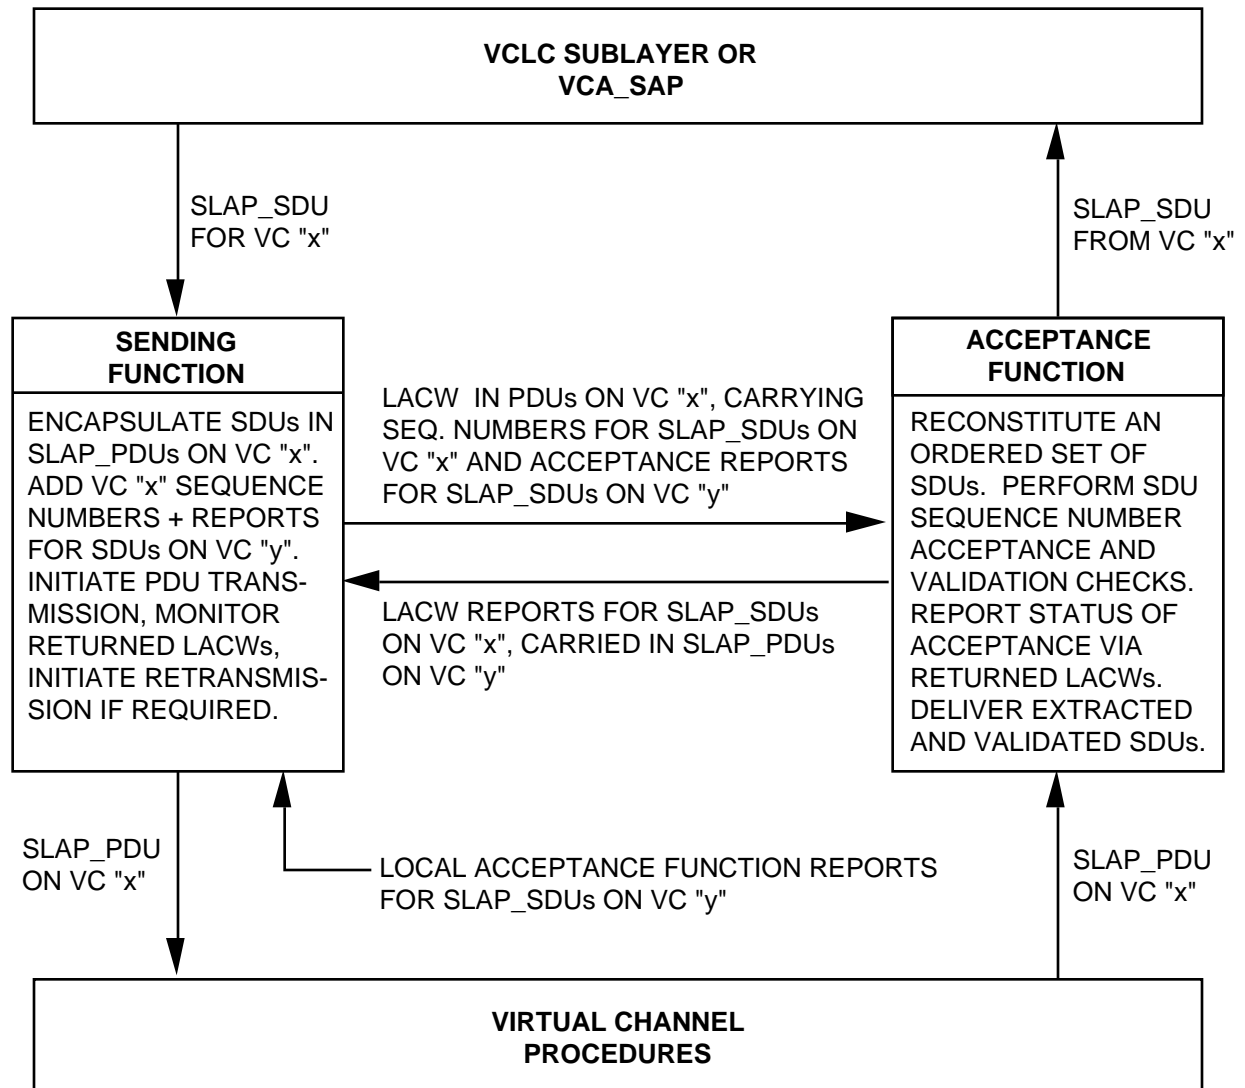 VCLC SUBLAYER OR
VCA_SAP
SLAP_SDU
FOR VC "x"
SLAP_SDU
FROM VC "x"
SENDING
FUNCTION
ENCAPSULATE SDUs IN
SLAP_PDUs ON VC "x".
ADD VC "x" SEQUENCE
NUMBERS + REPORTS
FOR SDUs ON VC "y".
INITIATE PDU TRANS-
MISSION, MONITOR
RETURNED LACWs,
INITIATE RETRANSMIS-
SION IF REQUIRED.
LACW IN PDUs ON VC "x", CARRYING
SEQ. NUMBERS FOR SLAP_SDUs ON
VC "x" AND ACCEPTANCE REPORTS
FOR SLAP_SDUs ON VC "y"
LACW REPORTS FOR SLAP_SDUs
ON VC "x", CARRIED IN SLAP_PDUs
ON VC "y"
ACCEPTANCE
FUNCTION
RECONSTITUTE AN
ORDERED SET OF
SDUs. PERFORM SDU
SEQUENCE NUMBER
ACCEPTANCE AND
VALIDATION CHECKS.
REPORT STATUS OF
ACCEPTANCE VIA
RETURNED LACWs.
DELIVER EXTRACTED
AND VALIDATED SDUs.
SLAP_PDU
ON VC "x"
LOCAL ACCEPTANCE FUNCTION REPORTS
FOR SLAP_SDUs ON VC "y"
SLAP_PDU
ON VC "x"
VIRTUAL CHANNEL
PROCEDURES